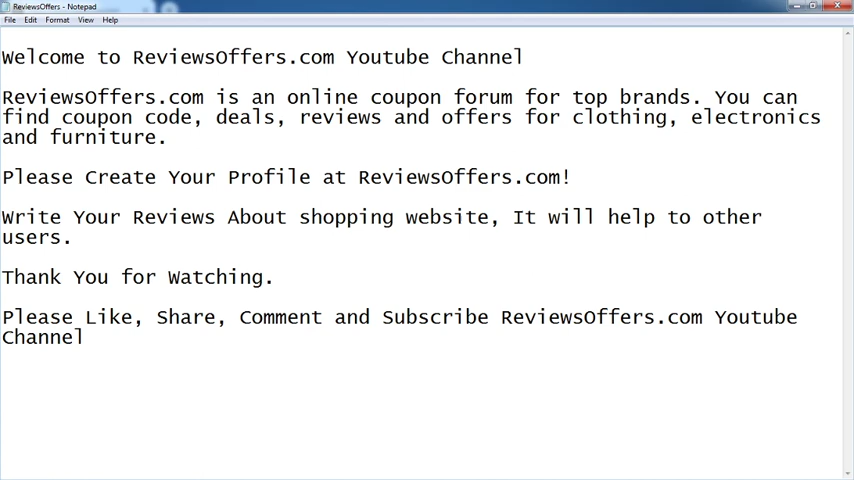 ReviewsOffers - Notepad
File Edit Format View Help
Welcome to ReviewsOffers.com Youtube Channel
ReviewsOffers.com is an online coupon forum for top brands. You can
find coupon code, deals, reviews and offers for clothing, electronics
and furniture.
Please Create Your Profile at ReviewsOffers.com!
Write Your Reviews About shopping website, It will help to other
users.
Thank You for Watching.
Please Like, Share, Comment and Subscribe ReviewsOffers.com Youtube
Channel